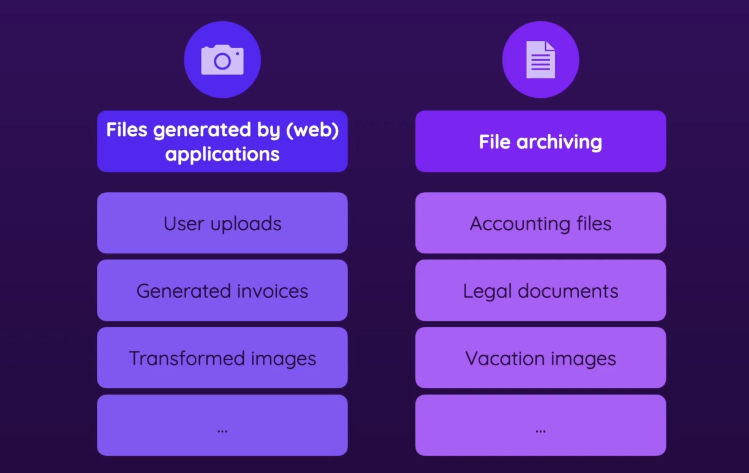 Files generated by (web)
applications
User uploads
Generated invoices
Transformed images
...
File archiving
Accounting files
Legal documents
Vacation images
...